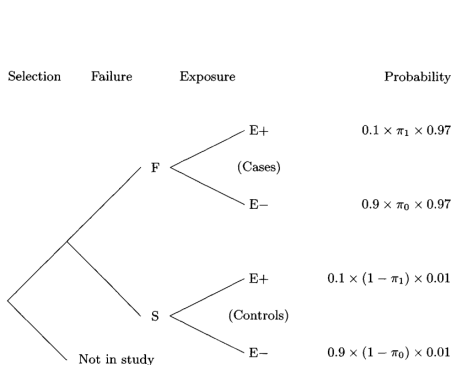 Selection Failure Exposure Probability
E+ 0.1 × π₁ × 0.97
F (Cases)
E− 0.9 × π₀ × 0.97
E+ 0.1 × (1 − π₁) × 0.01
S (Controls)
E− 0.9 × (1 − π₀) × 0.01
Not in study